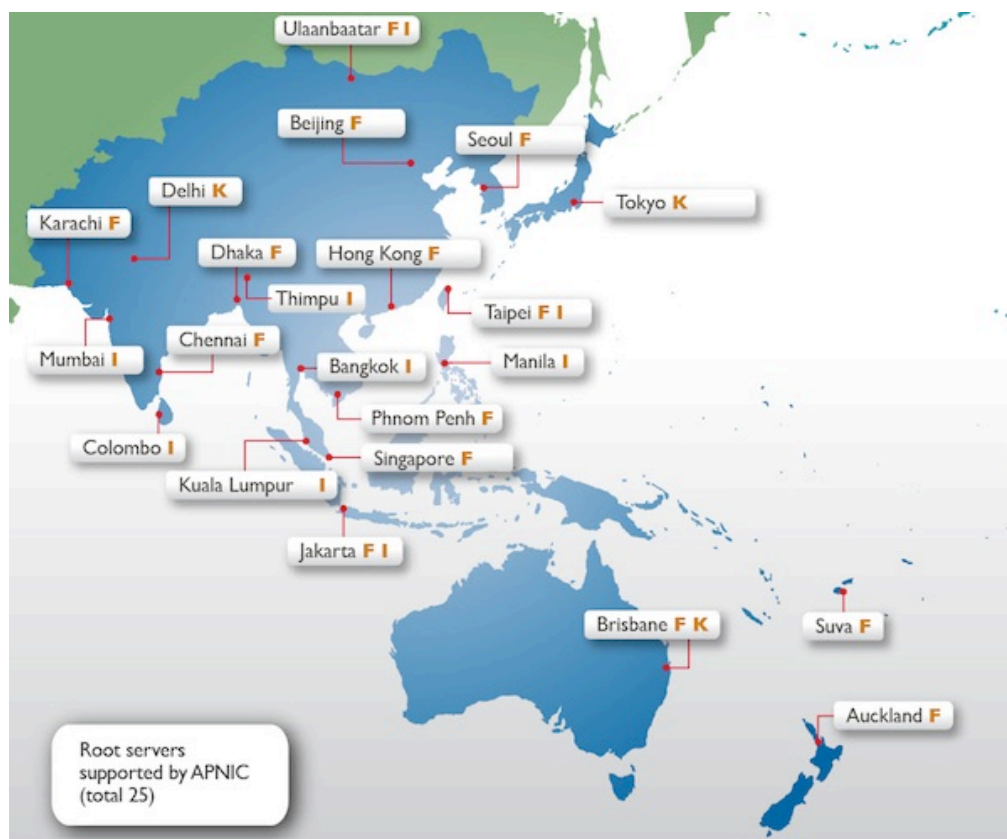 Ulaanbaatar F I
Beijing F
Seoul F
Delhi K
Tokyo K
Karachi F
Dhaka F
Hong Kong F
Thimpu I
Taipei F I
Chennai F
Mumbai I
Bangkok I
Manila I
Phnom Penh F
Colombo I
Singapore F
Kuala Lumpur I
Jakarta F I
Brisbane F K
Suva F
Auckland F
Root servers
supported by APNIC
(total 25)